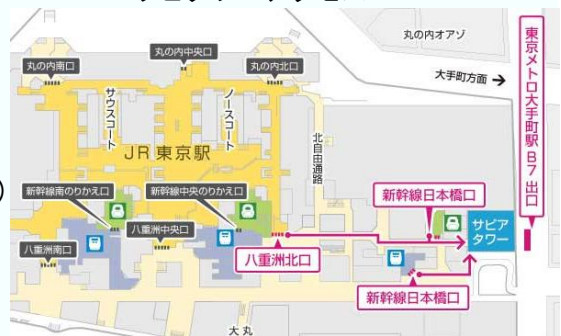 丸の内オアゾ
丸の内中央口
丸の内南口
丸の内北口
大手町方面 →
東京メトロ大手町駅B7出口
サウスコート
ノースコート
北自由通路
JR東京駅
新幹線南のりかえ口
新幹線中央のりかえ口
新幹線日本橋口
サピア
タワー
八重洲中央口
八重洲南口
八重洲北口
新幹線日本橋口
大丸
)